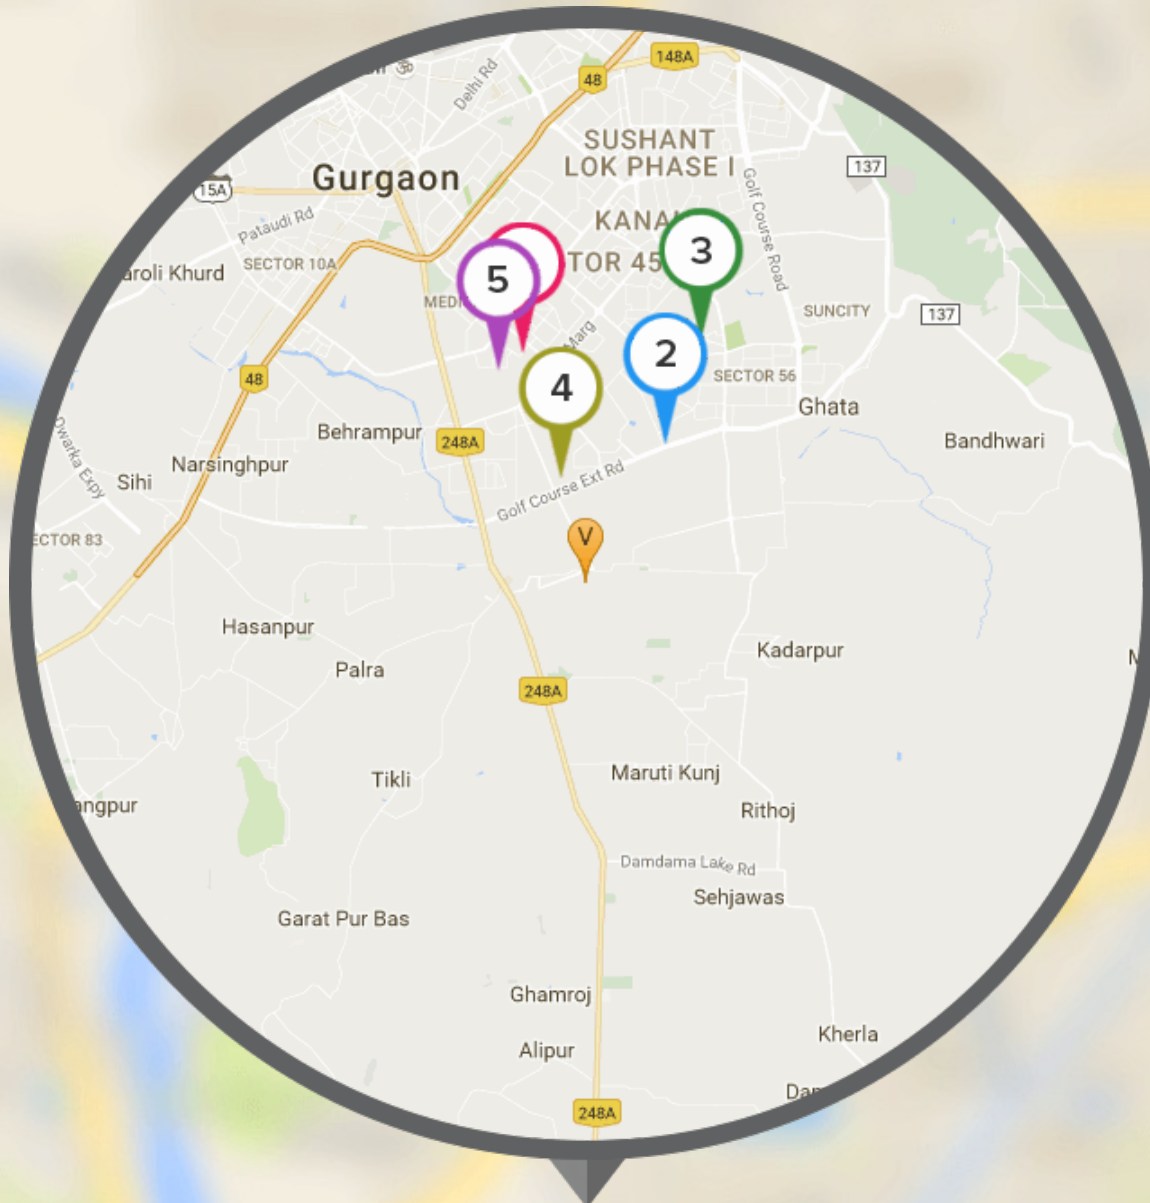 148A
48
Delhi Rd
SUSHANT
LOK PHASE I
137
Gurgaon
15A
Golf Course Road
Pataudi Rd
KANA
3
TOR 45
SECTOR 10A
aroli Khurd
5
MEDI
SUNCITY
137
Marg
2
SECTOR 56
48
4
Ghata
Behrampur
248A
Bandhwari
Dwarka Expy
Narsinghpur
Sihi
Golf Course Ext Rd
ECTOR 83
V
Hasanpur
Kadarpur
M
Palra
248A
Maruti Kunj
Tikli
angpur
Rithoj
Damdama Lake Rd
Sehjawas
Garat Pur Bas
Ghamroj
Kherla
Alipur
Dam
248A